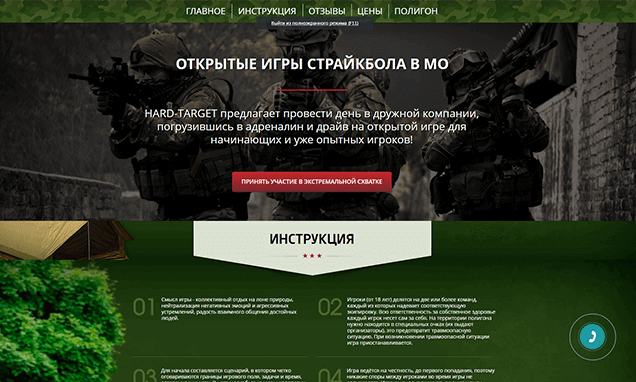 ГЛАВНОЕ ИНСТРУКЦИЯ ОТЗЫВЫ ЦЕНЫ ПОЛИГОН
Выйти из полноэкранного режима (F11)
ОТКРЫТЫЕ ИГРЫ СТРАЙКБОЛА В МО
HARD-TARGET предлагает провести день в дружной компании,
погрузившись в адреналин и драйв на открытой игре для
начинающих и уже опытных игроков!
ПРИНЯТЬ УЧАСТИЕ В ЭКСТРЕМАЛЬНОЙ СХВАТКЕ
ИНСТРУКЦИЯ
01
Смысл игры - коллективный отдых на лоне природы,
нейтрализация негативных эмоций и агрессивных
устремлений, радость взаимного общения достойных
людей.
02
Игроки (от 18 лет) делятся на две или более команд,
каждый из которых надевает соответствующую
экипировку. Всю ответственность за собственное здоровье
каждый игрок несет сам за себя. На территории полигона
нужно находится в специальных очках (их выдают
организаторы), это предотвратит травмоопасную
ситуацию. При возникновении травмоопасной ситуации
игра приостанавливается.
03
Для начала составляется сценарий, в котором четко
оговариваются границы игрового поля, задачи и время,
04
Игра ведётся на честность, до первого попадания, поэтому
никакие споры между игроками во время игры не